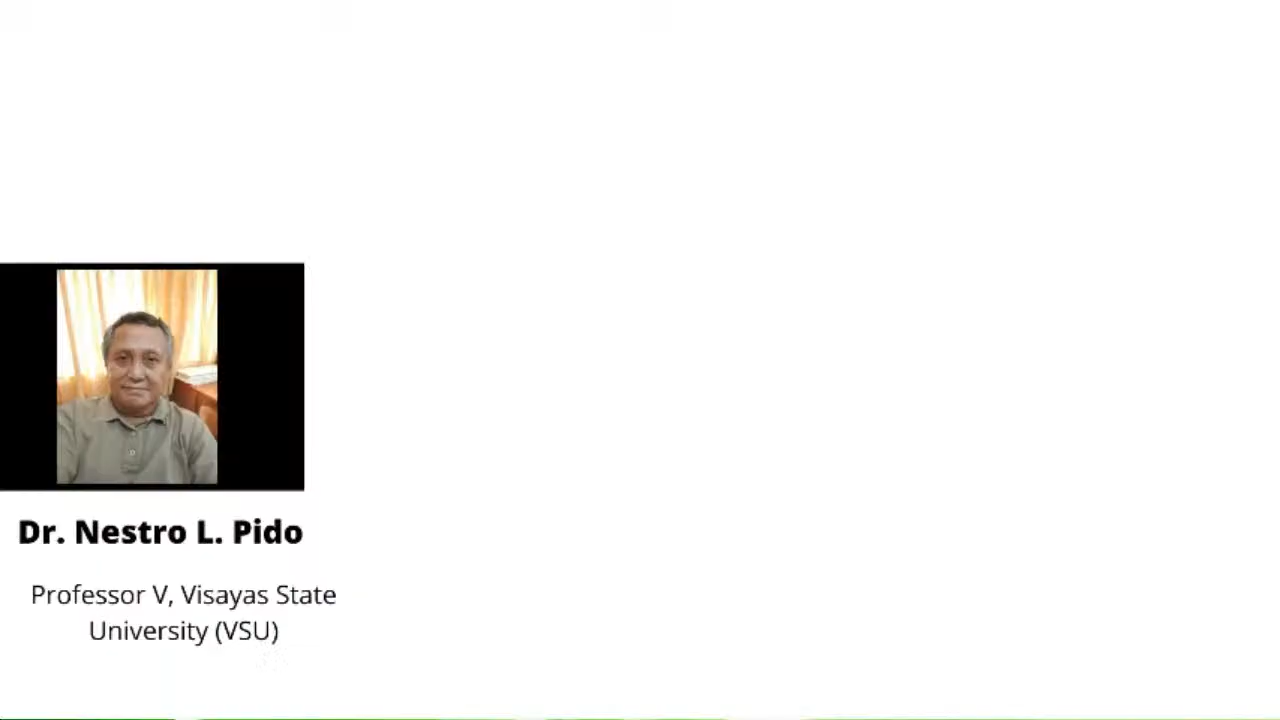 Dr. Nestro L. Pido
Professor V, Visayas State
University (VSU)